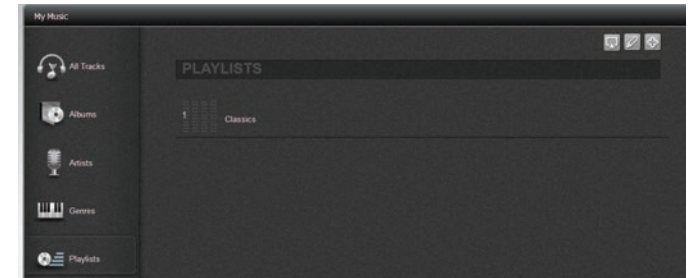 My Music
All Tracks
Albums
Artists
Genres
Playlists
PLAYLISTS
1 Classics